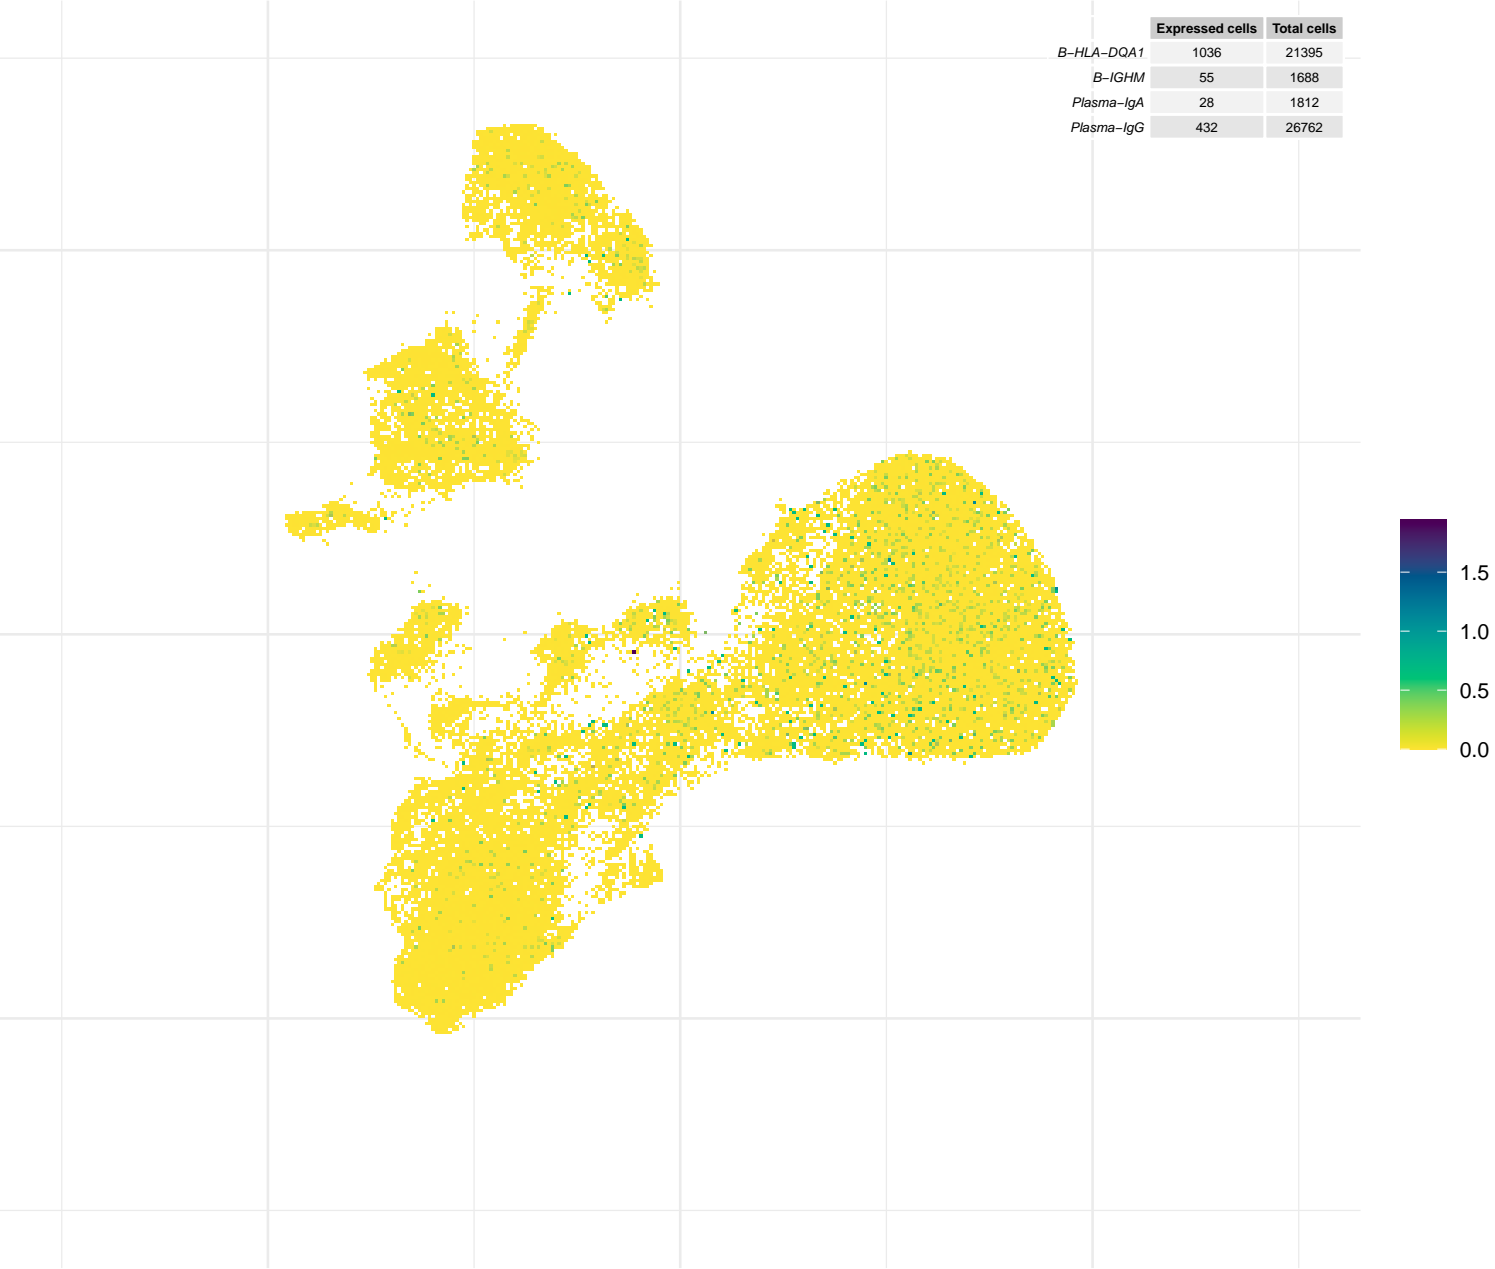 Expressed cells Total cells
B−HLA−DQA1 1036 21395
B−IGHM 55 1688
Plasma−IgA 28 1812
Plasma−IgG 432 26762
1.5
1.0
0.5
0.0